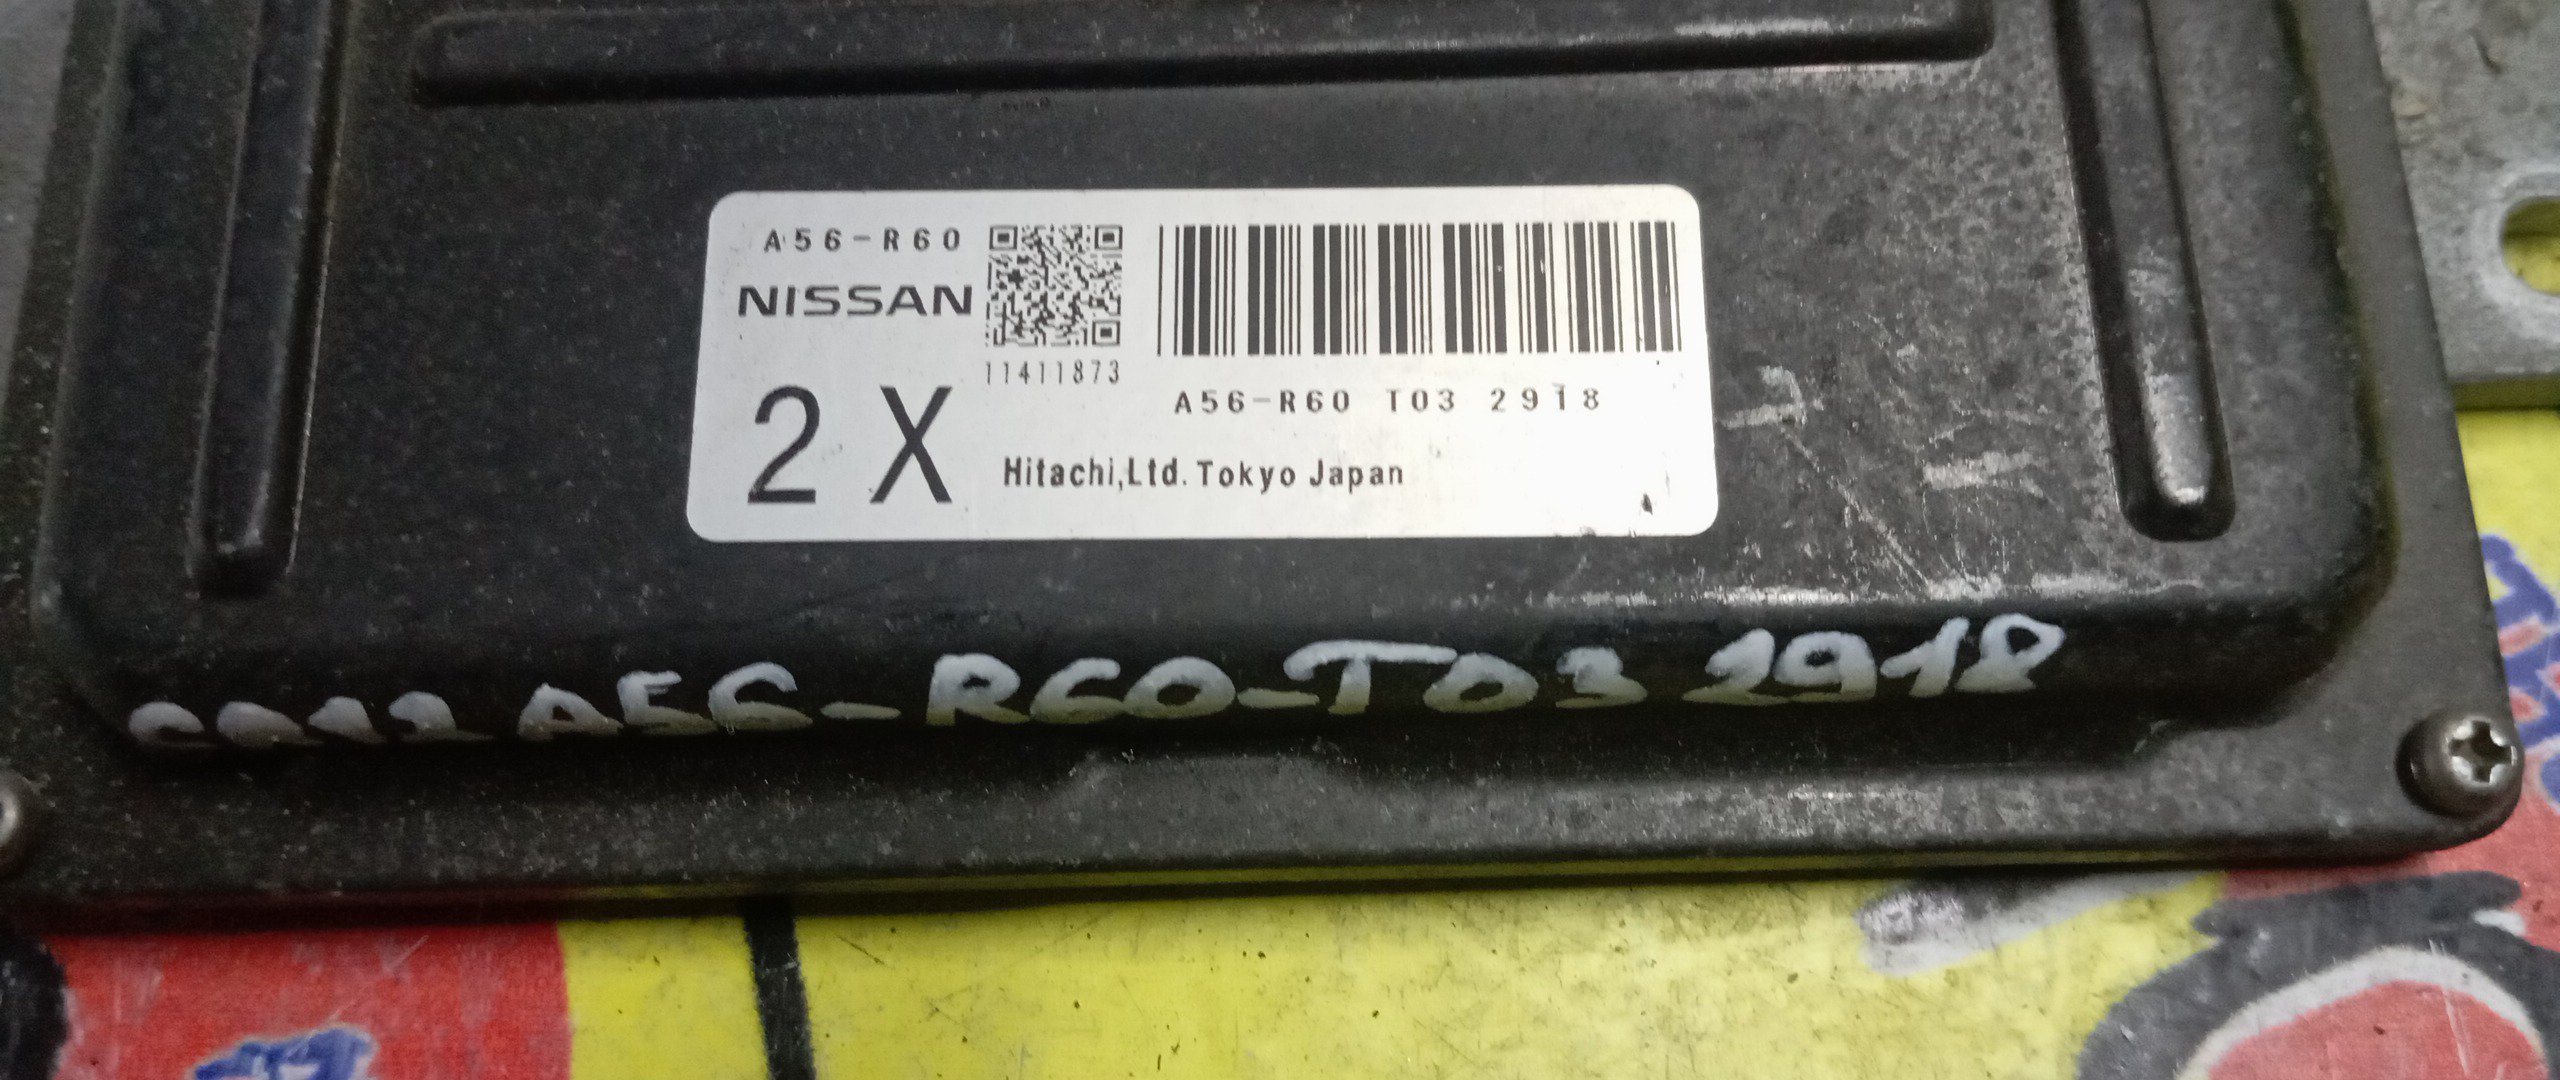 A56-R60
NISSAN
11411873
2 X
A56-R60 T03 2918
Hitachi,Ltd. Tokyo Japan
A56-R60-T03 2918